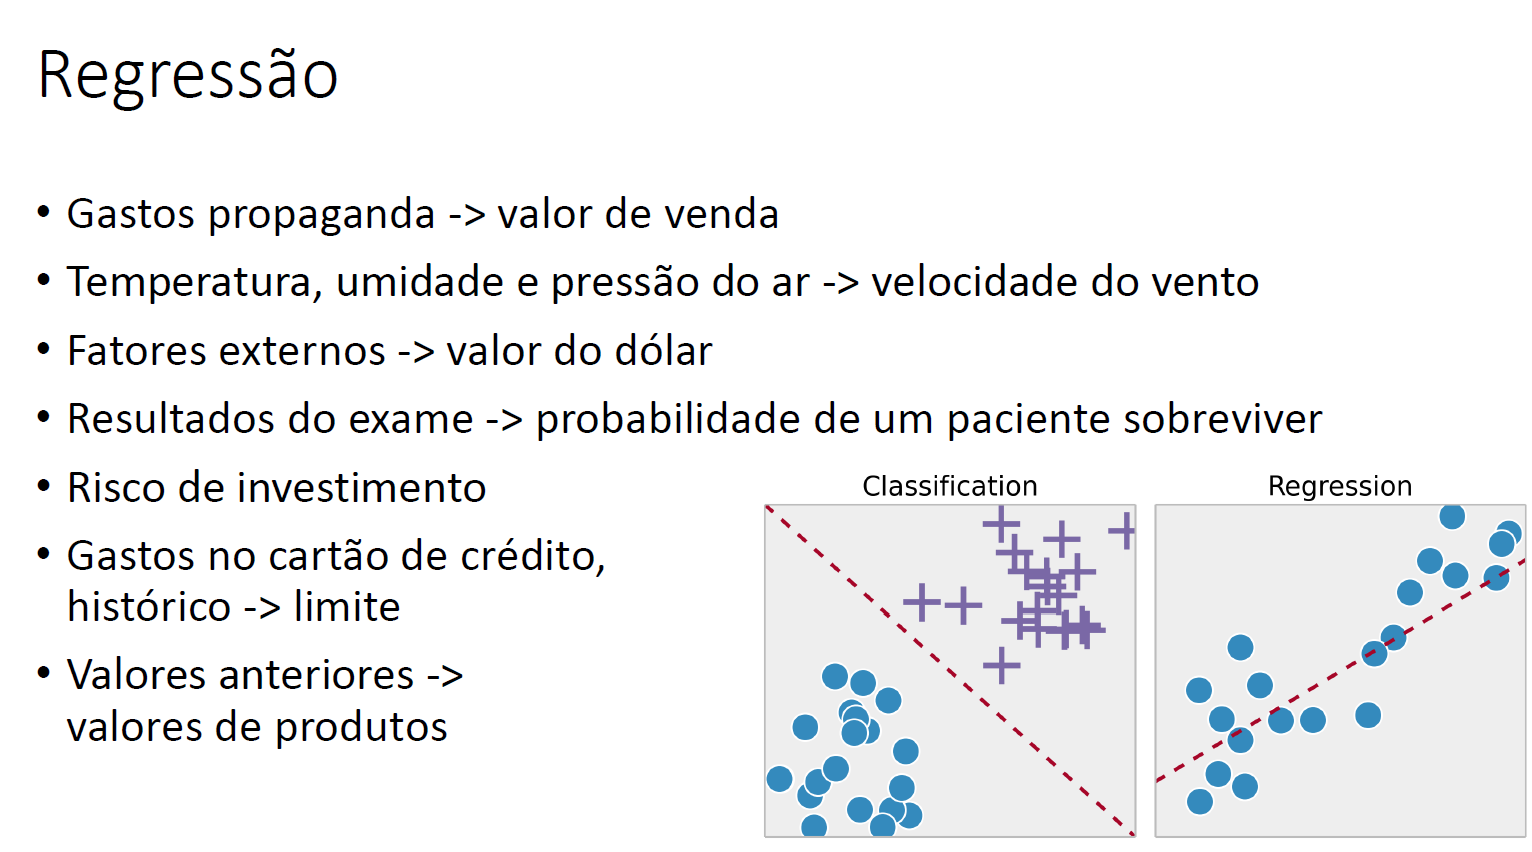 Regressão
• Gastos propaganda -> valor de venda
• Temperatura, umidade e pressão do ar -> velocidade do vento
• Fatores externos -> valor do dólar
• Resultados do exame -> probabilidade de um paciente sobreviver
• Risco de investimento
• Gastos no cartão de crédito,
histórico -> limite
• Valores anteriores ->
valores de produtos
Classification
Regression